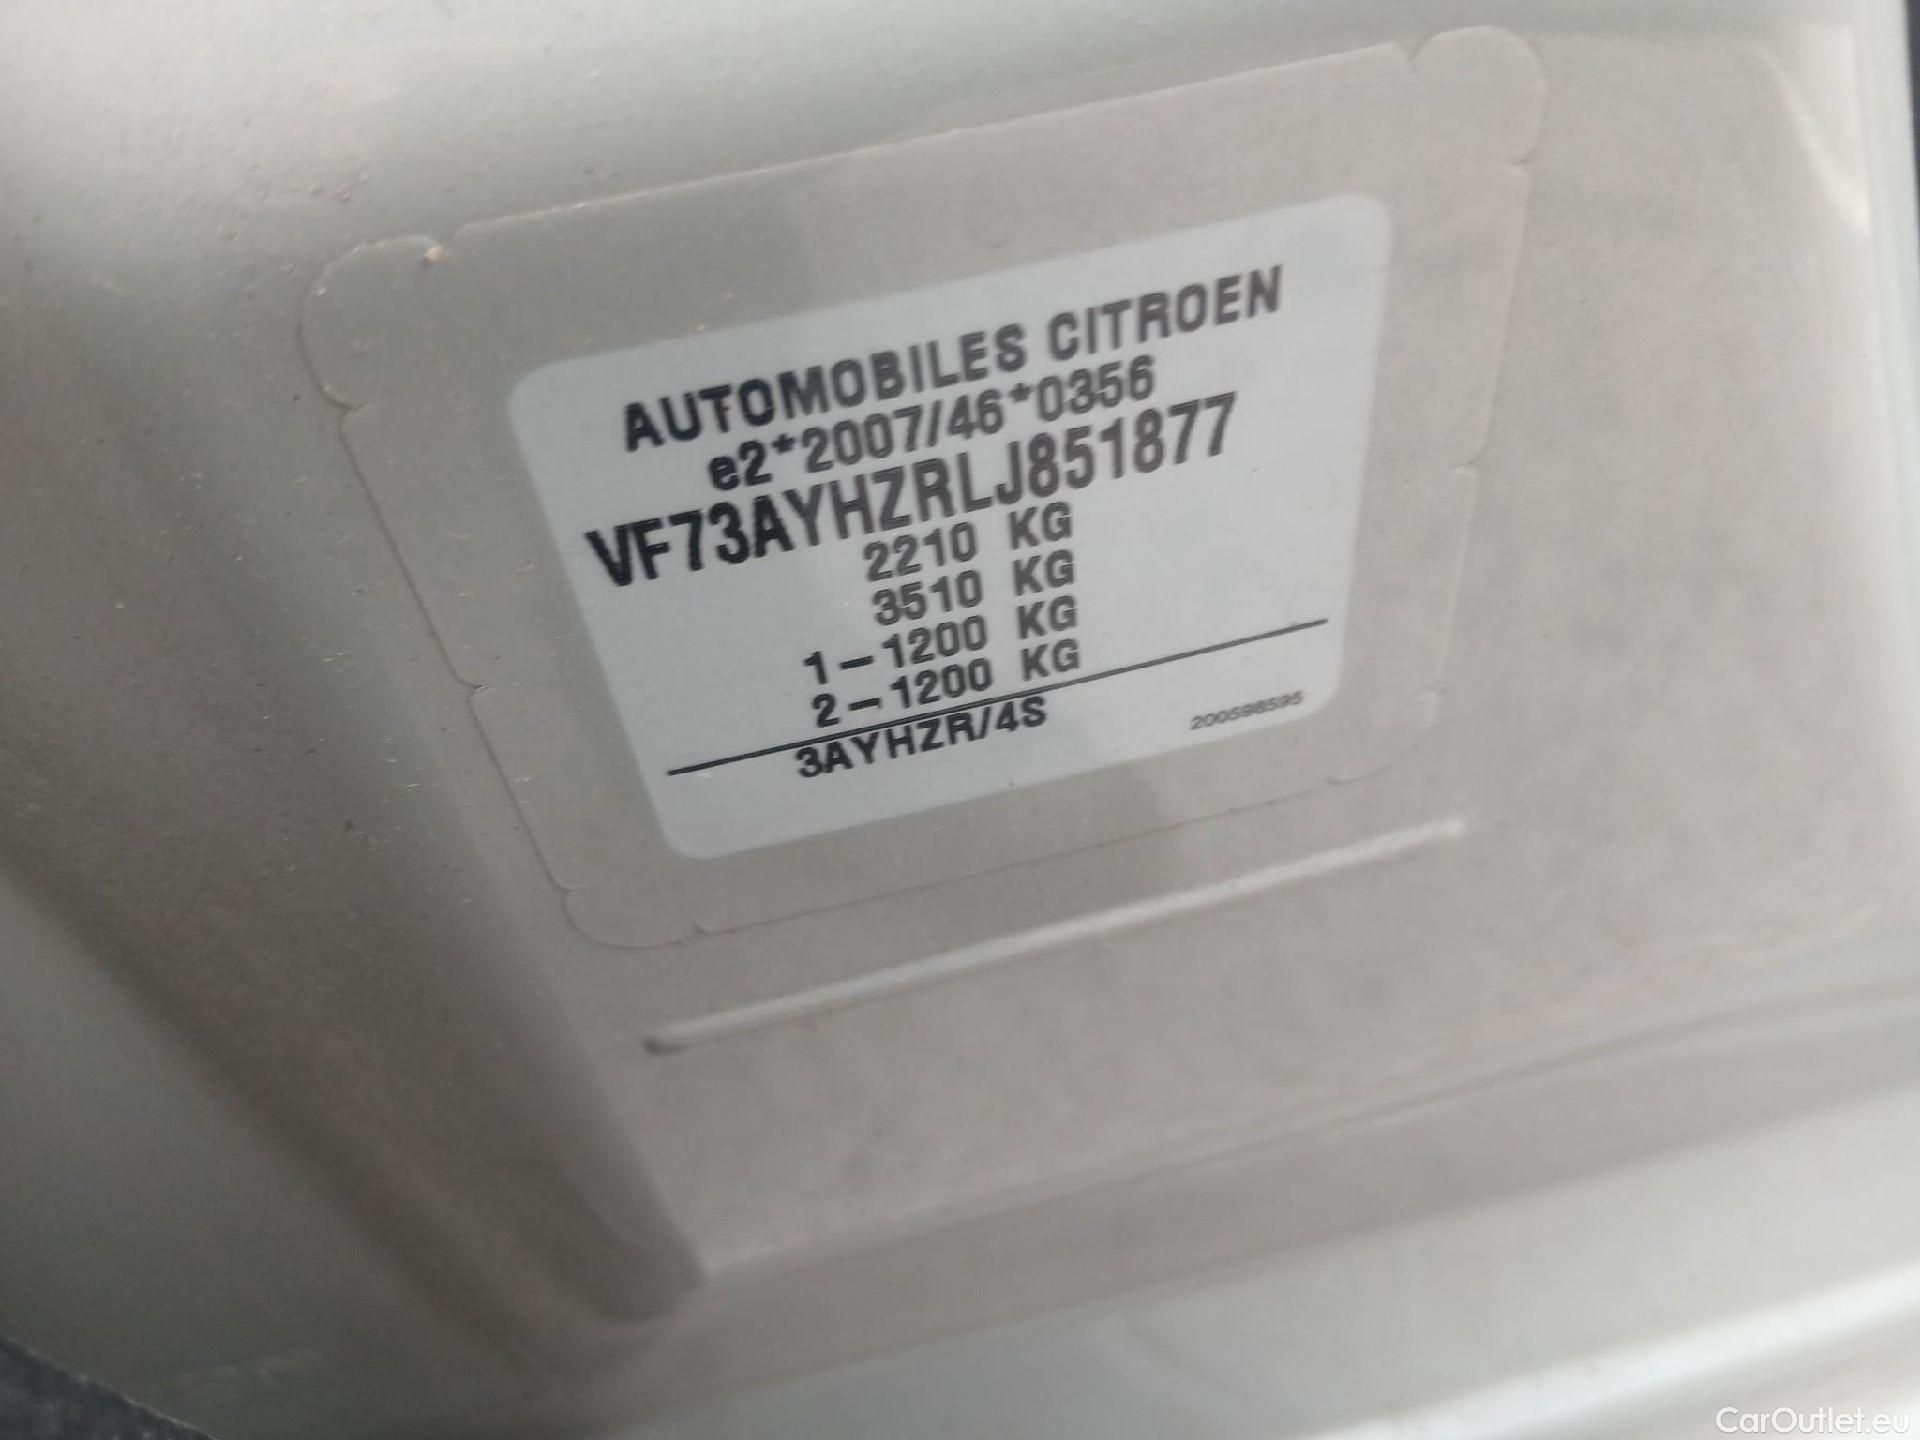 AUTOMOBILES CITROEN
e2*2007/46*0356
VF73AYHZRLJ851877
2210 KG
3510 KG
1-1200 KG
2-1200 KG
3AYHZR/4S
200598595
CarOutlet.eu